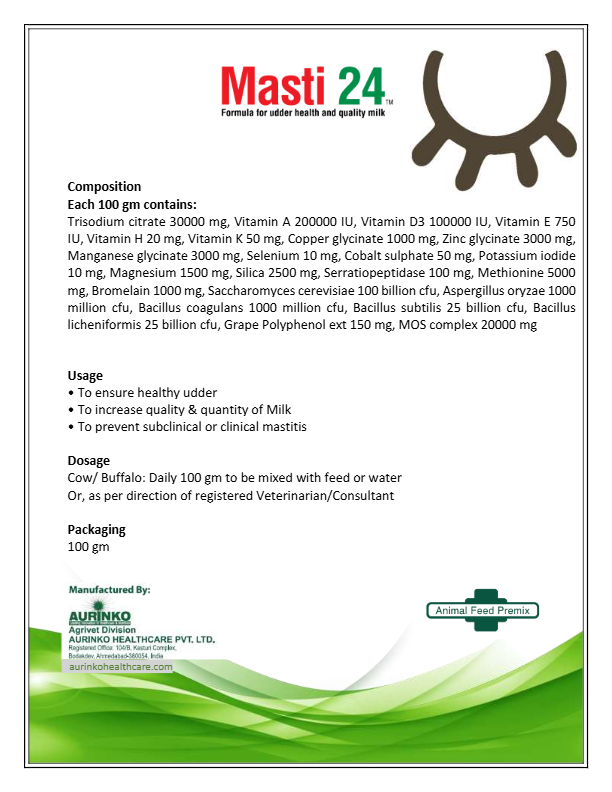 Masti 24™
Formula for udder health and quality milk
Composition
Each 100 gm contains:
Trisodium citrate 30000 mg, Vitamin A 200000 IU, Vitamin D3 100000 IU, Vitamin E 750
IU, Vitamin H 20 mg, Vitamin K 50 mg, Copper glycinate 1000 mg, Zinc glycinate 3000 mg,
Manganese glycinate 3000 mg, Selenium 10 mg, Cobalt sulphate 50 mg, Potassium iodide
10 mg, Magnesium 1500 mg, Silica 2500 mg, Serratiopeptidase 100 mg, Methionine 5000
mg, Bromelain 1000 mg, Saccharomyces cerevisiae 100 billion cfu, Aspergillus oryzae 1000
million cfu, Bacillus coagulans 1000 million cfu, Bacillus subtilis 25 billion cfu, Bacillus
licheniformis 25 billion cfu, Grape Polyphenol ext 150 mg, MOS complex 20000 mg
Usage
• To ensure healthy udder
• To increase quality & quantity of Milk
• To prevent subclinical or clinical mastitis
Dosage
Cow/ Buffalo: Daily 100 gm to be mixed with feed or water
Or, as per direction of registered Veterinarian/Consultant
Packaging
100 gm
Manufactured By:
AURINKO
Agrivet Division
AURINKO HEALTHCARE PVT. LTD.
Registered Office: 104/B, Kasturi Complex,
Bodakdev, Ahmedabad-380054. India
aurinkohealthcare.com
Animal Feed Premix